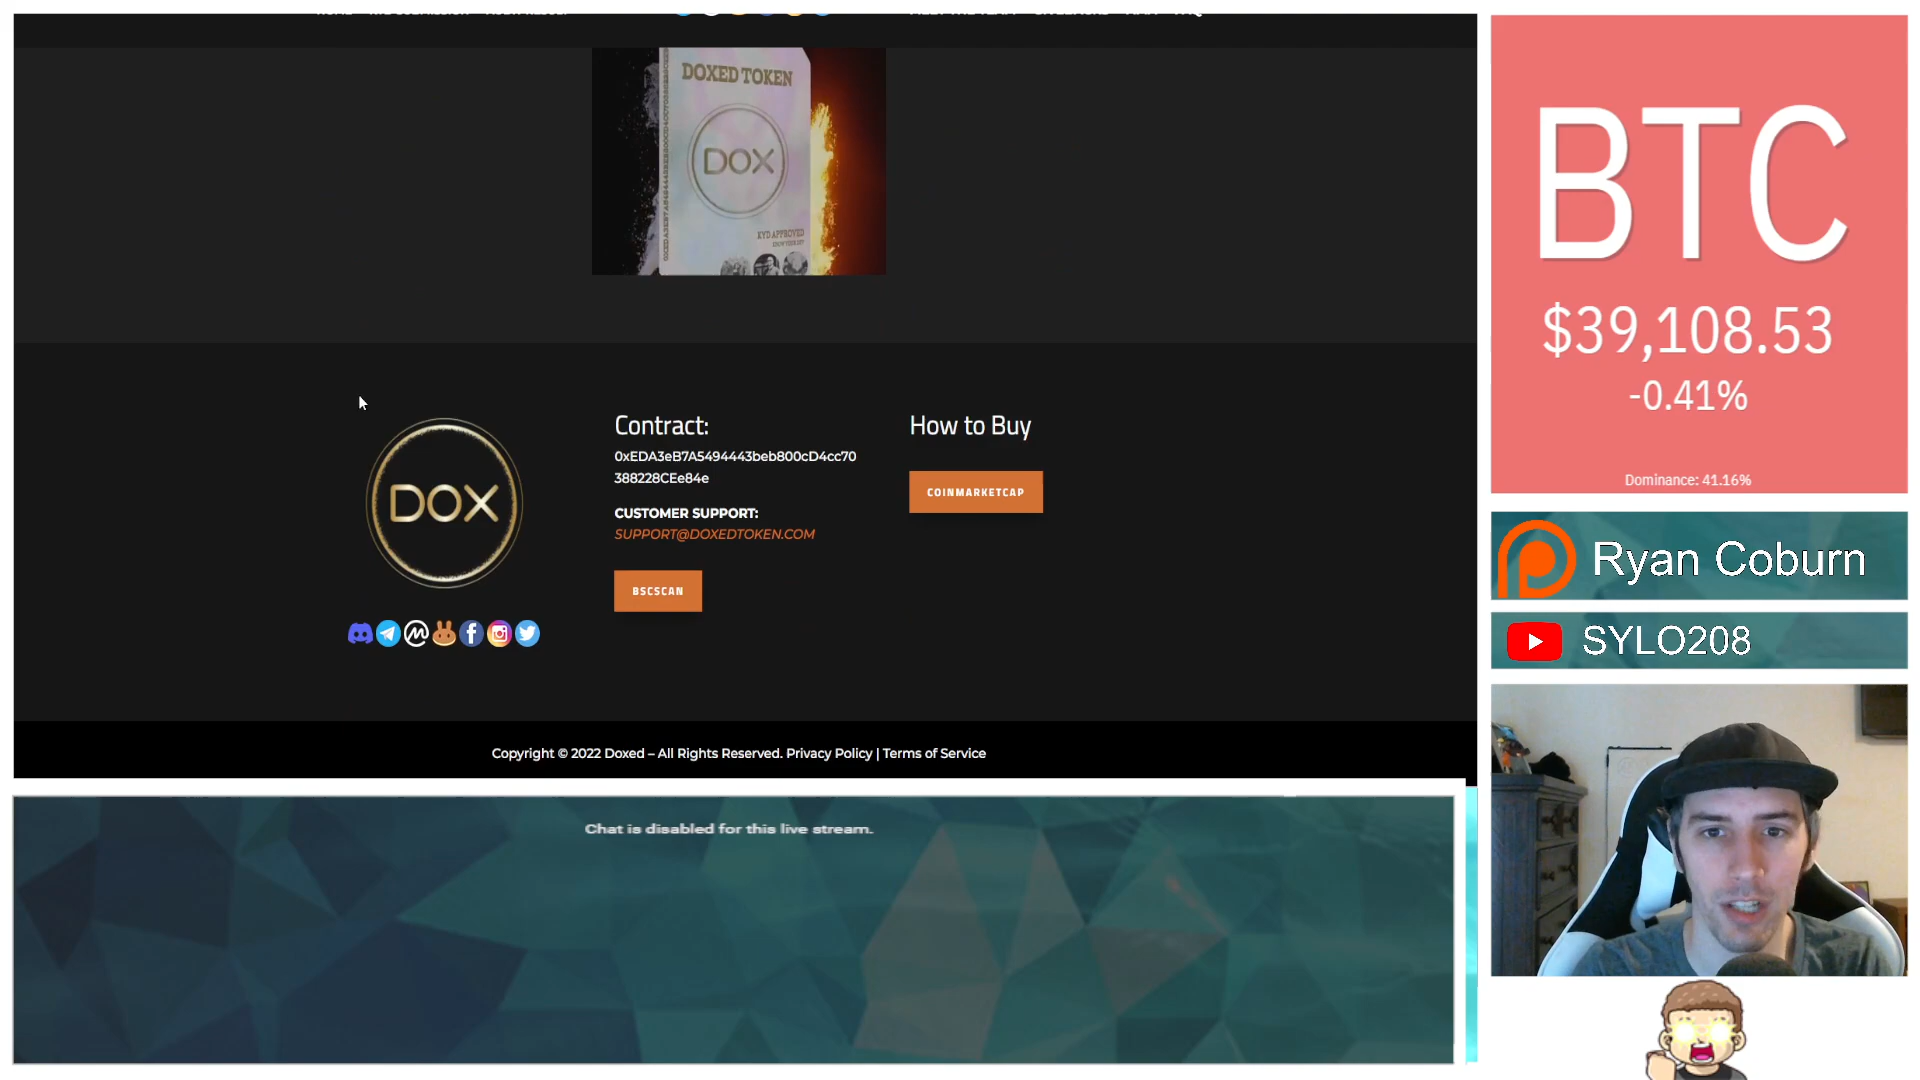 DOXED TOKEN
DOX
KYD APPROVED
DOX
Contract:
0xEDA3eB7A5494443beb800cD4cc70
388228CEe84e
CUSTOMER SUPPORT:
SUPPORT@DOXEDTOKEN.COM
BSCSCAN
How to Buy
COINMARKETCAP
Copyright © 2022 Doxed – All Rights Reserved. Privacy Policy | Terms of Service
Chat is disabled for this live stream.
BTC
$39,108.53
-0.41%
Dominance: 41.16%
Ryan Coburn
SYLO208